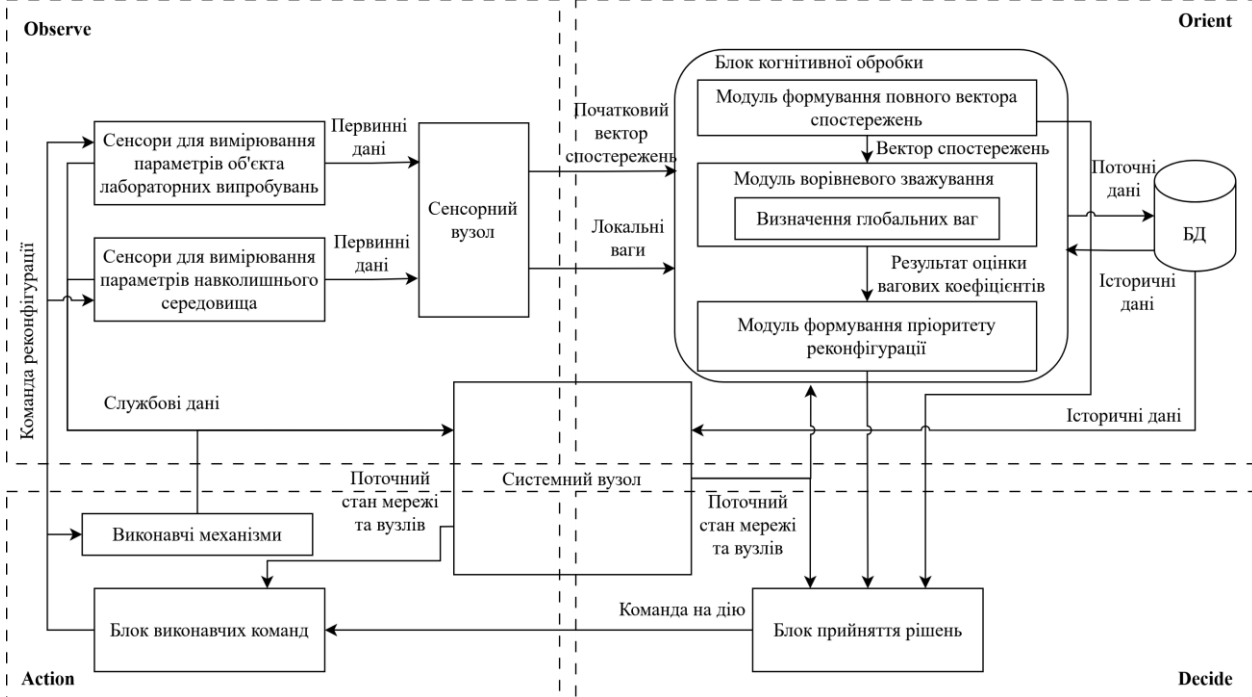 Observe
Orient
Блок когнітивної обробки
Модуль формування повного вектора
спостережень
Початковий
вектор
спостережень
Первинні
дані
Сенсори для вимірювання
параметрів об'єкта
лабораторних випробувань
Вектор спостережень
Поточні
дані
Модуль ворівневого зважування
Сенсорний
вузол
Визначення глобальних ваг
БД
Локальні
ваги
Первинні
дані
Сенсори для вимірювання
параметрів навколишнього
середовища
Результат оцінки
вагових коефіцієнтів
Історичні
дані
Модуль формування пріоритету
реконфігурації
Команда реконфігурації
Службові дані
Історичні дані
Системний вузол
Поточний
стан мережі
та вузлів
Поточний
стан мережі
та вузлів
Виконавчі механізми
Команда на дію
Блок виконавчих команд
Блок прийняття рішень
Action
Decide